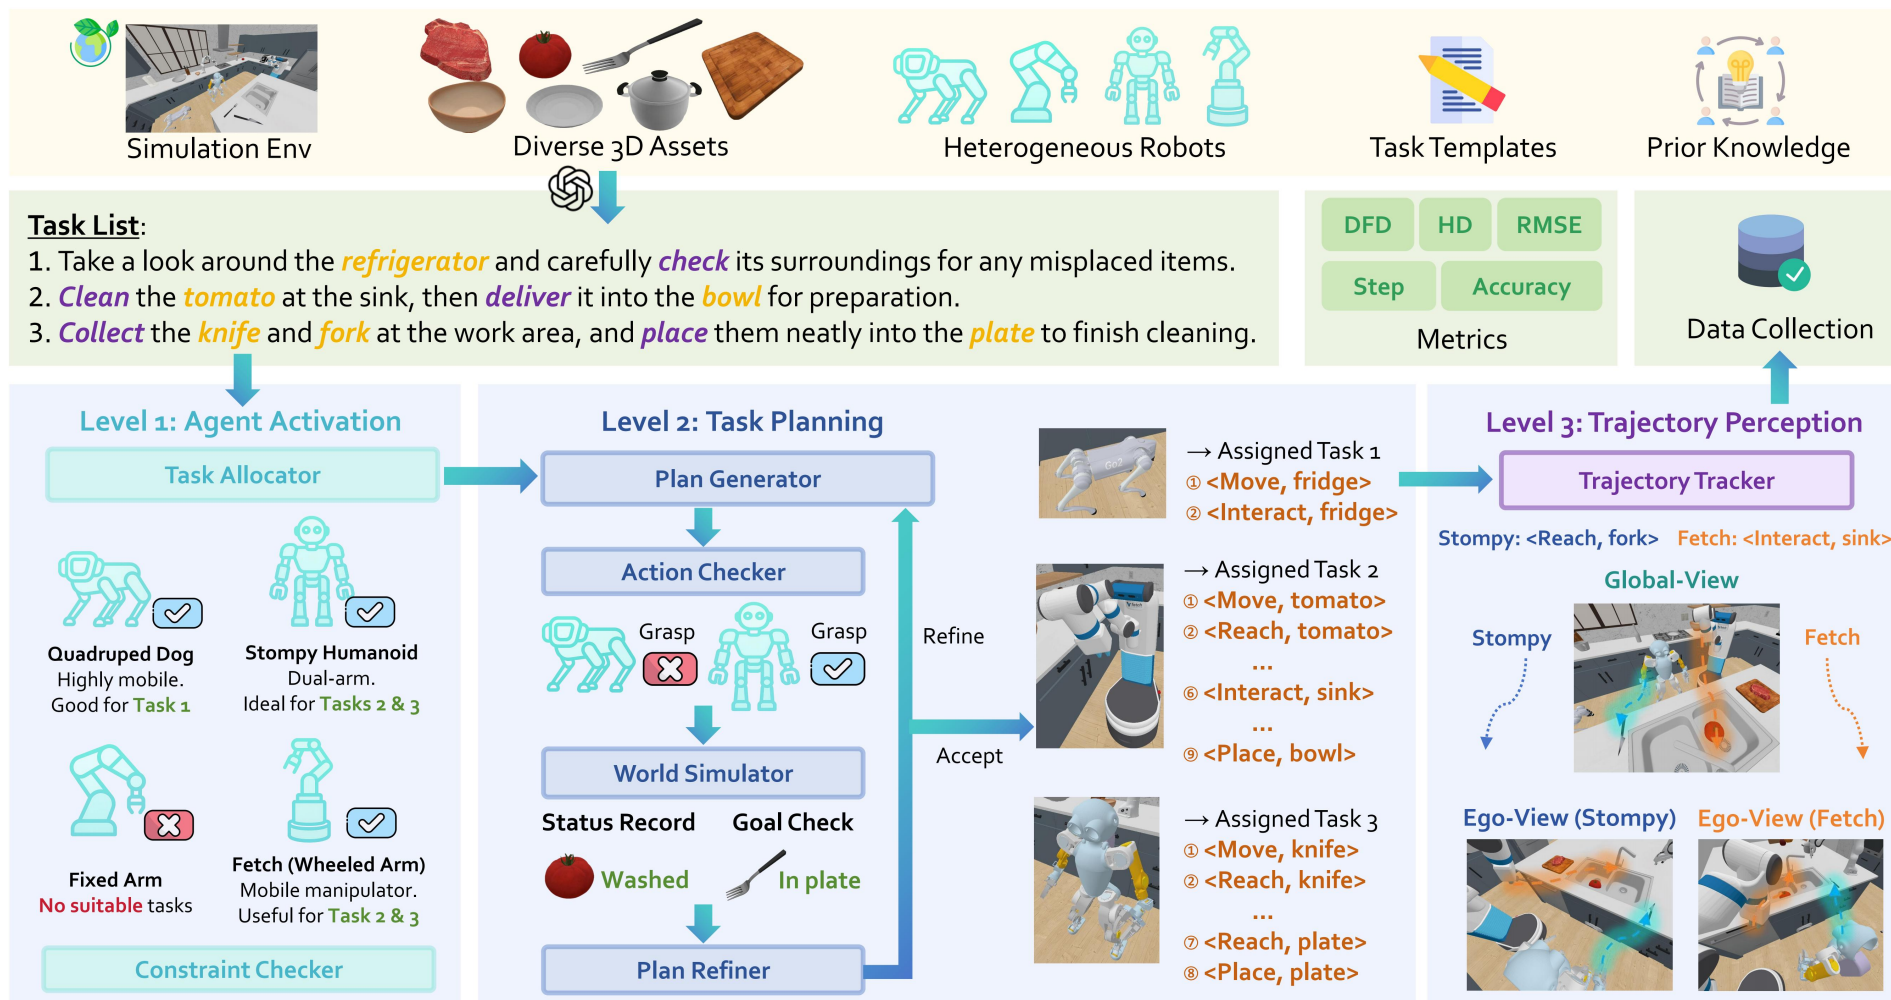 Simulation Env
Diverse 3D Assets
Heterogeneous Robots
Task Templates
Prior Knowledge
Task List:
1. Take a look around the refrigerator and carefully check its surroundings for any misplaced items.
2. Clean the tomato at the sink, then deliver it into the bowl for preparation.
3. Collect the knife and fork at the work area, and place them neatly into the plate to finish cleaning.
DFD
HD
RMSE
Step
Accuracy
Metrics
Data Collection
Level 1: Agent Activation
Task Allocator
Quadruped Dog
Highly mobile.
Good for Task 1
Stompy Humanoid
Dual-arm.
Ideal for Tasks 2 & 3
Fixed Arm
No suitable tasks
Fetch (Wheeled Arm)
Mobile manipulator.
Useful for Task 2 & 3
Constraint Checker
Level 2: Task Planning
Plan Generator
Action Checker
Grasp
Grasp
World Simulator
Status Record
Goal Check
Washed
In plate
Plan Refiner
Refine
Accept
Go2
→ Assigned Task 1
① <Move, fridge>
② <Interact, fridge>
fetch
→ Assigned Task 2
① <Move, tomato>
② <Reach, tomato>
...
⑥ <Interact, sink>
...
⑨ <Place, bowl>
→ Assigned Task 3
① <Move, knife>
② <Reach, knife>
...
⑦ <Reach, plate>
⑧ <Place, plate>
Level 3: Trajectory Perception
Trajectory Tracker
Stompy: <Reach, fork>
Fetch: <Interact, sink>
Global-View
Stompy
Fetch
Ego-View (Stompy)
Ego-View (Fetch)